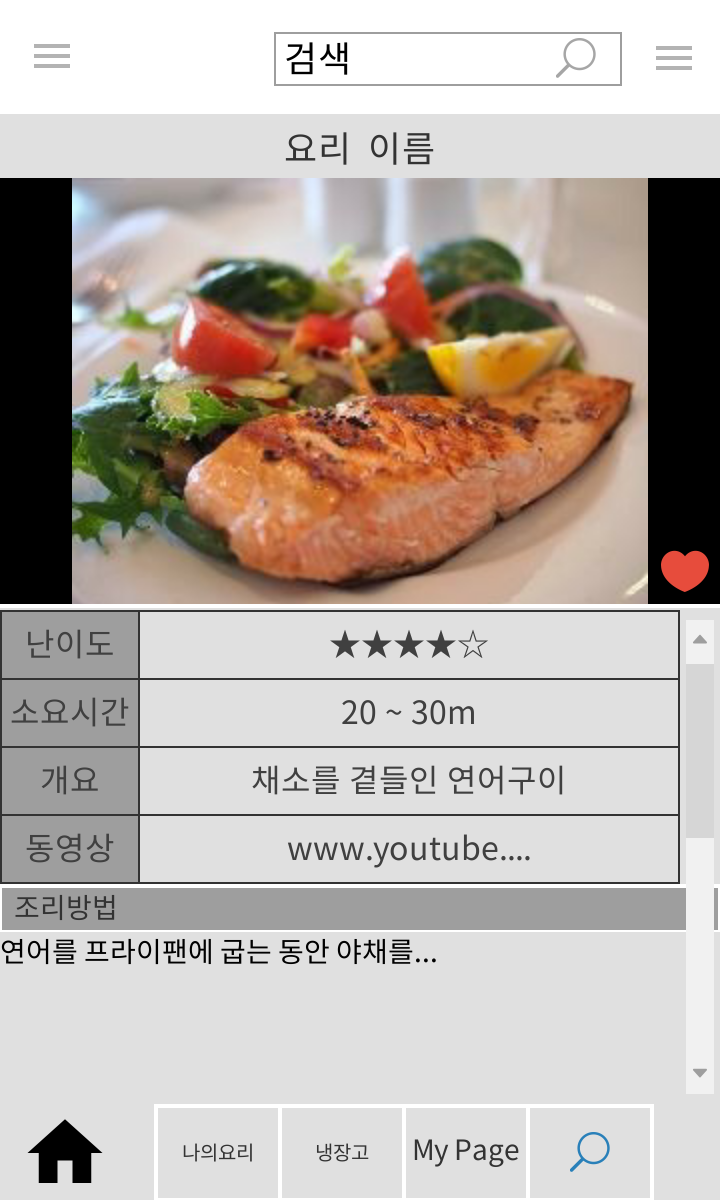 검색
요리 이름
난이도 ★★★★☆
소요시간 20 ~ 30m
개요 채소를 곁들인 연어구이
동영상 www.youtube....
조리방법
연어를 프라이팬에 굽는 동안 야채를...
나의요리 냉장고 My Page